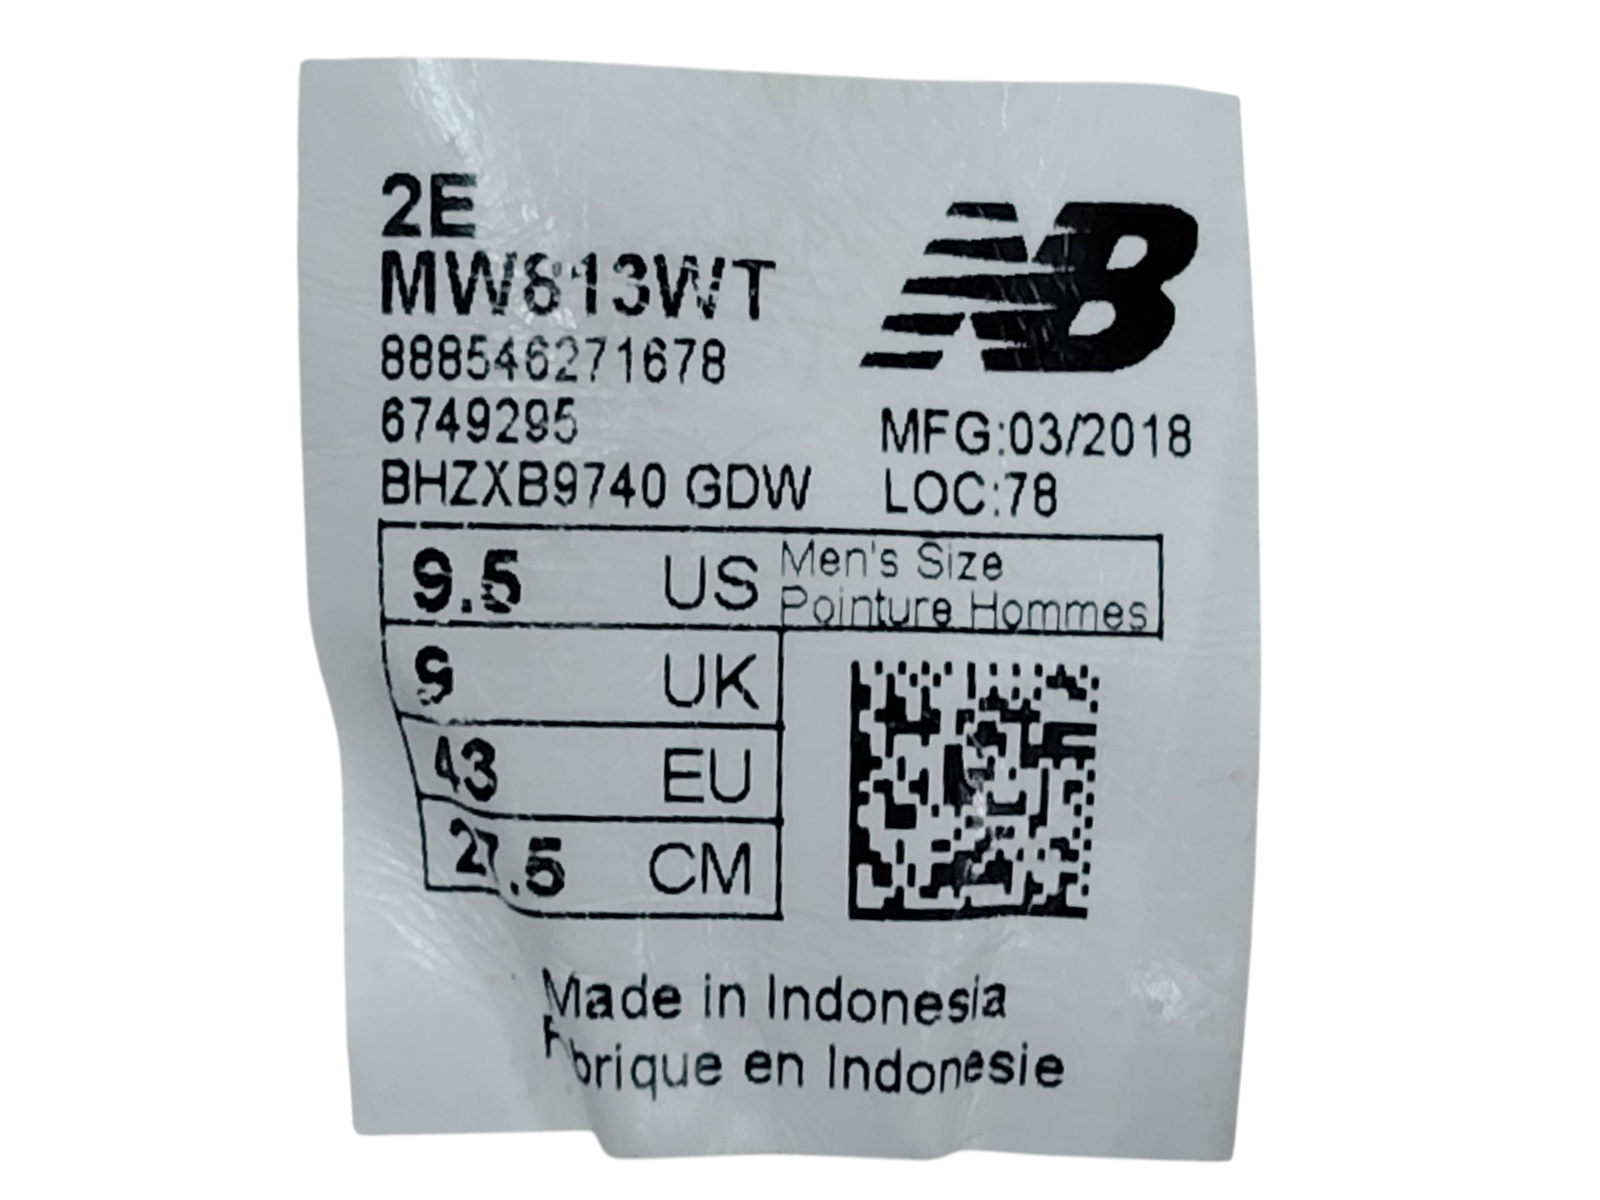 2E
MW813WT
888546271678
6749295
BHZXB9740 GDW
NB
MFG:03/2018
LOC:78
9.5 US Men's Size
Pointure Hommes
9 UK
43 EU
27.5 CM
Made in Indonesia
Fabrique en Indonesie